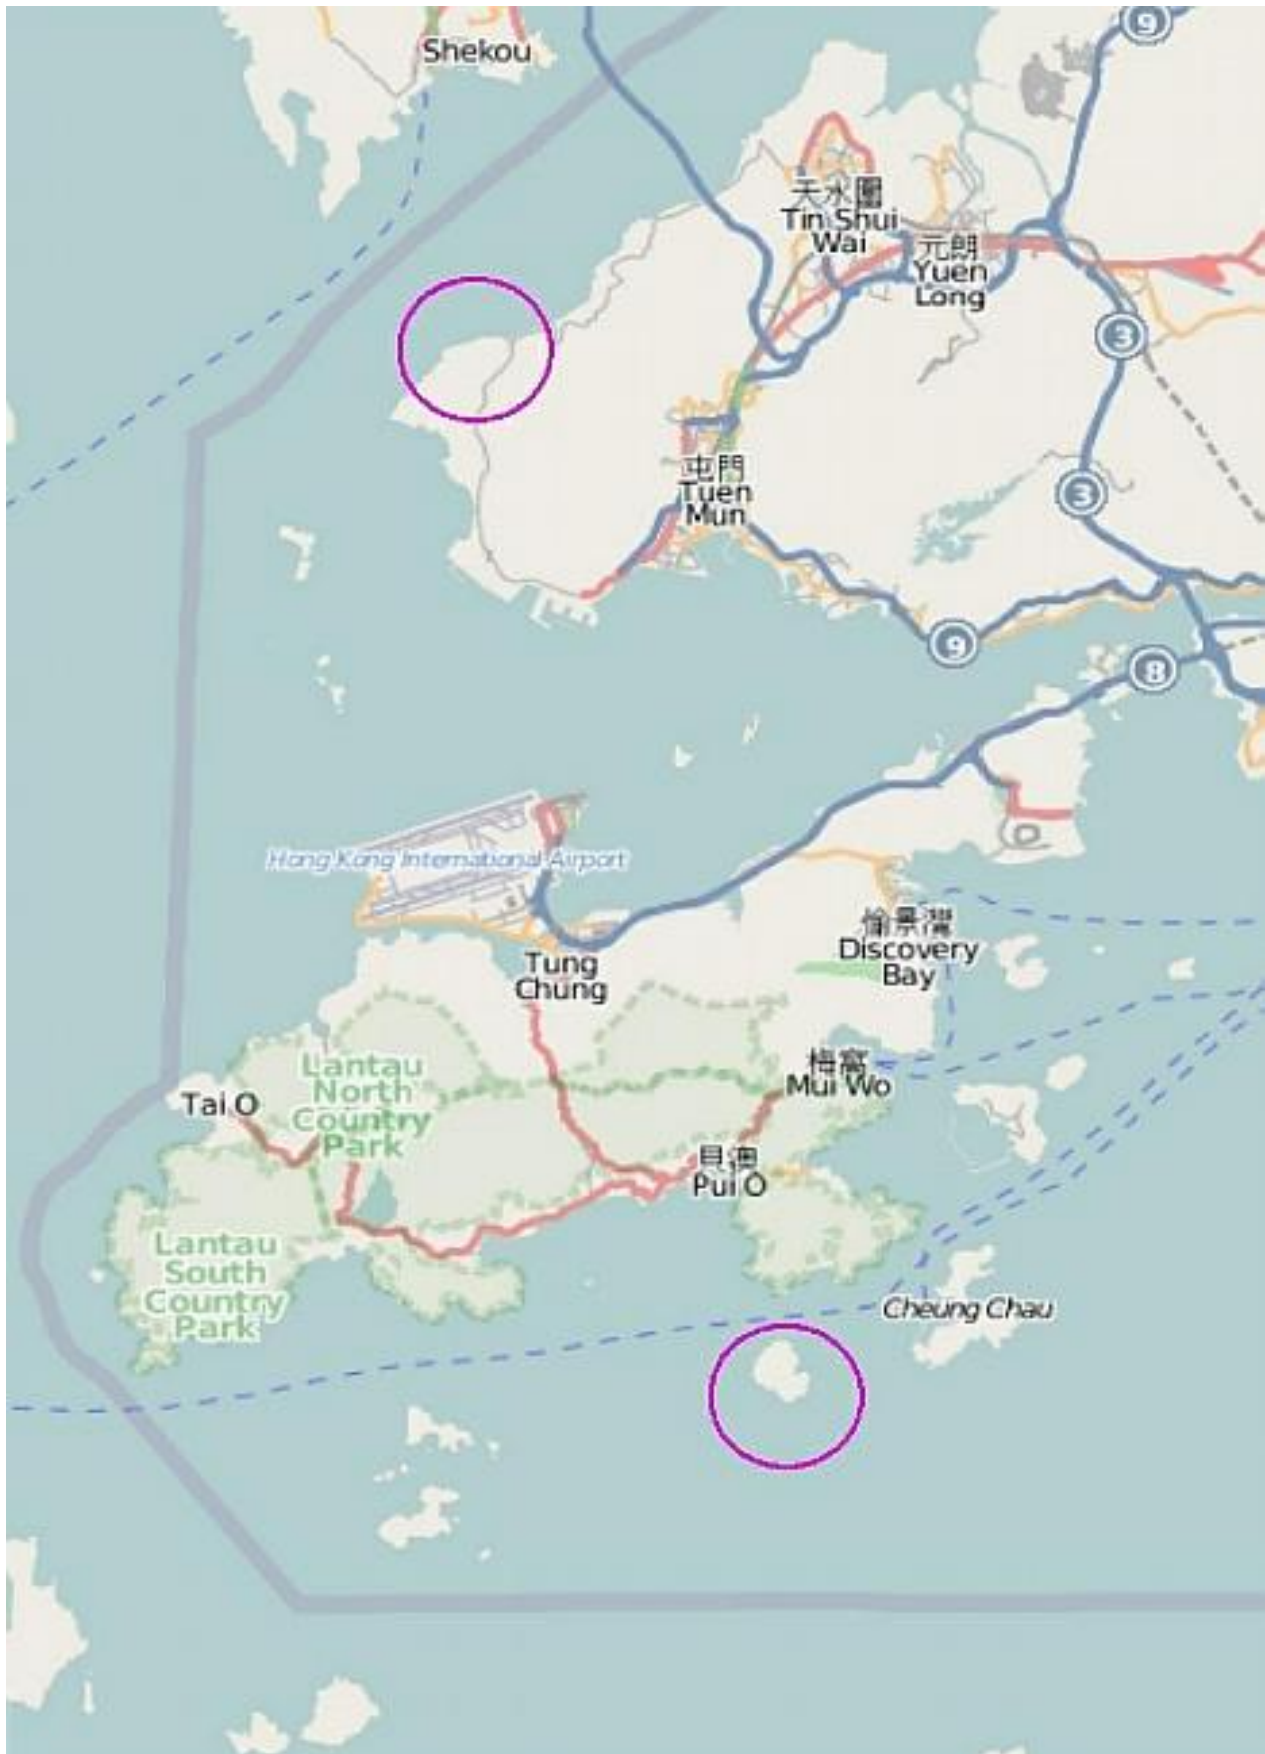 9
Shekou
天水圍
Tin Shui
Wai
元朗
Yuen
Long
3
屯門
Tuen
Mun
3
9
8
Hong Kong International Airport
愉景灣
Discovery
Bay
Tung
Chung
梅窩
Mui Wo
Lantau
North
Country
Park
Tai O
貝澳
Pui O
Lantau
South
Country
Park
Cheung Chau